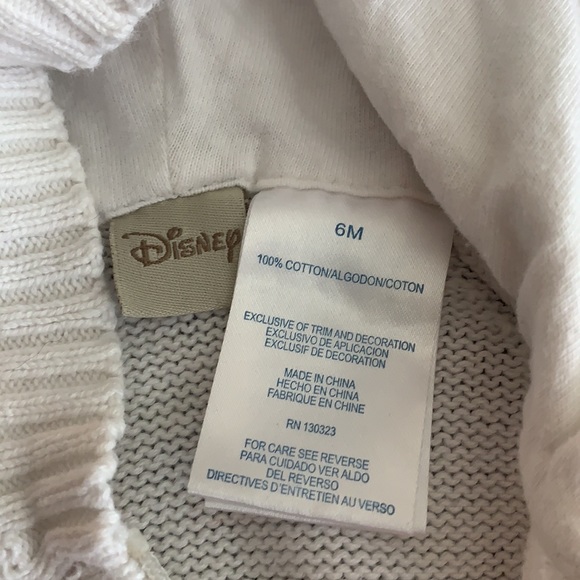 Disney
6M
100% COTTON/ALGODON/COTON
EXCLUSIVE OF TRIM AND DECORATION
EXCLUSIVO DE APLICACION
EXCLUSIF DE DECORATION
MADE IN CHINA
HECHO EN CHINA
FABRIQUE EN CHINE
RN 130323
FOR CARE SEE REVERSE
PARA CUIDADO VER ALDO
DEL REVERSO
DIRECTIVES D'ENTRETIEN AU VERSO